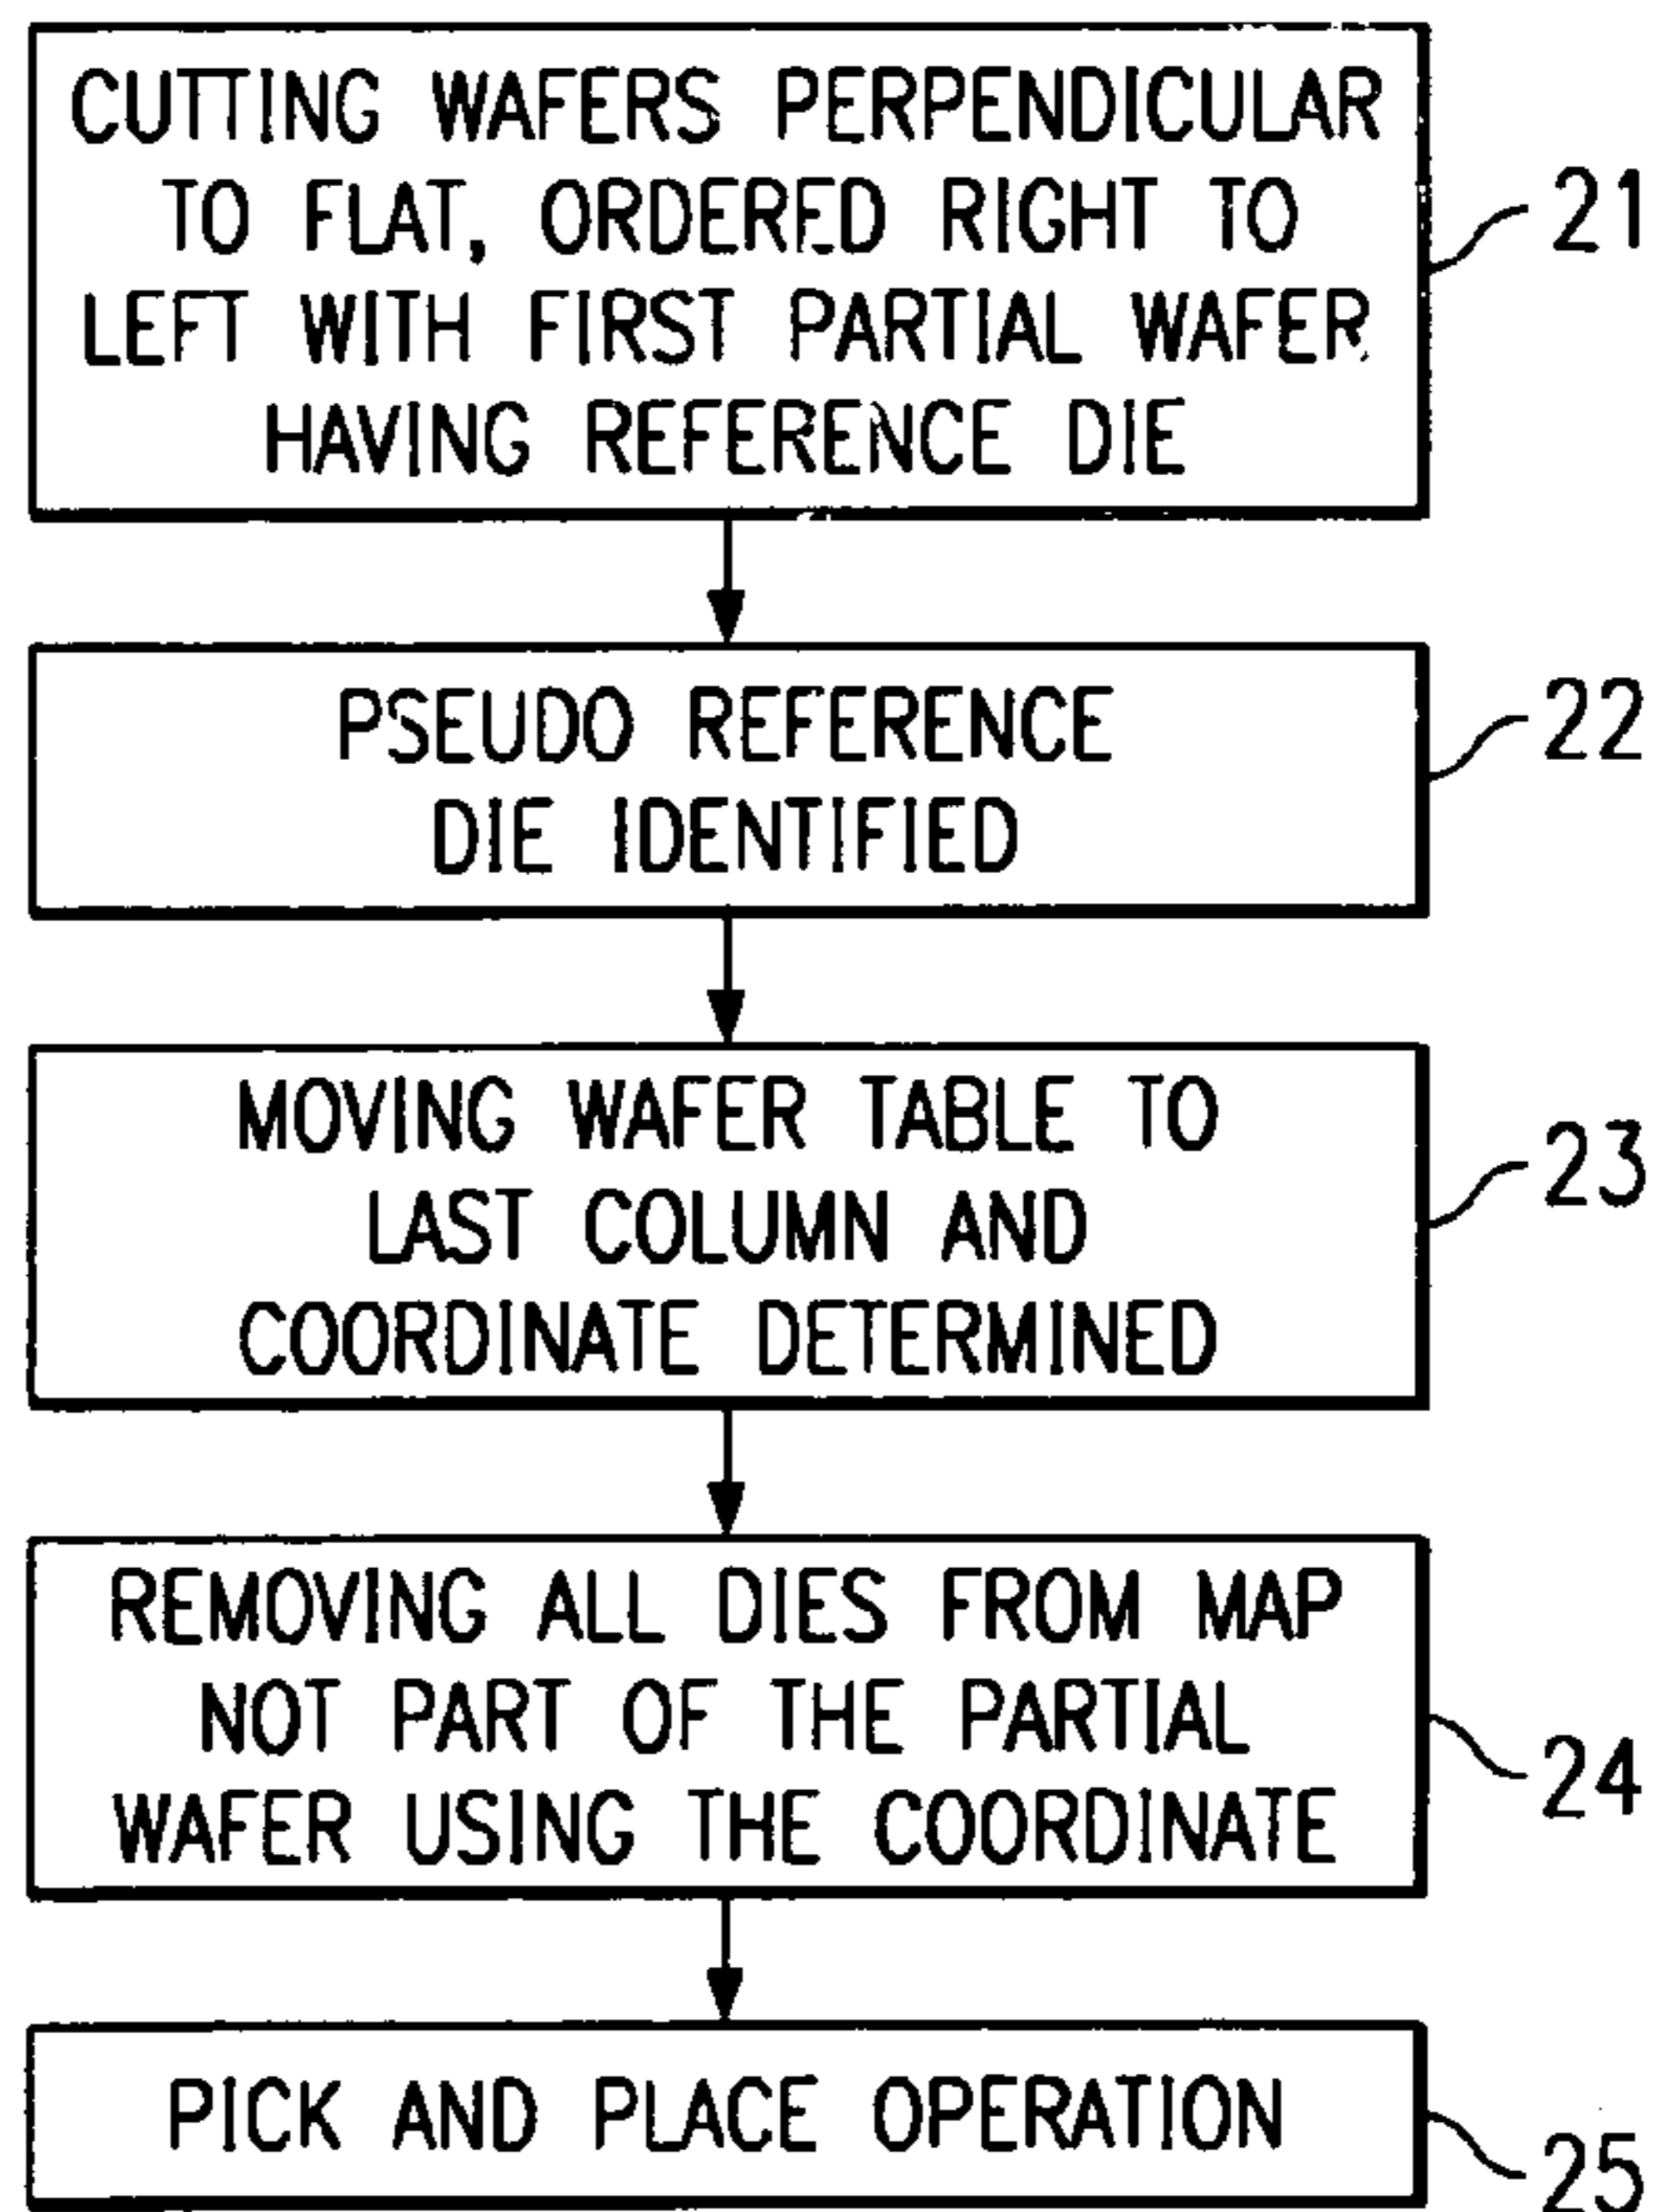 CUTTING WAFERS PERPENDICULAR
TO FLAT, ORDERED RIGHT TO
LEFT WITH FIRST PARTIAL WAFER
HAVING REFERENCE DIE
21
PSEUDO REFERENCE
DIE IDENTIFIED
22
MOVING WAFER TABLE TO
LAST COLUMN AND
COORDINATE DETERMINED
23
REMOVING ALL DIES FROM MAP
NOT PART OF THE PARTIAL
WAFER USING THE COORDINATE
24
PICK AND PLACE OPERATION
25